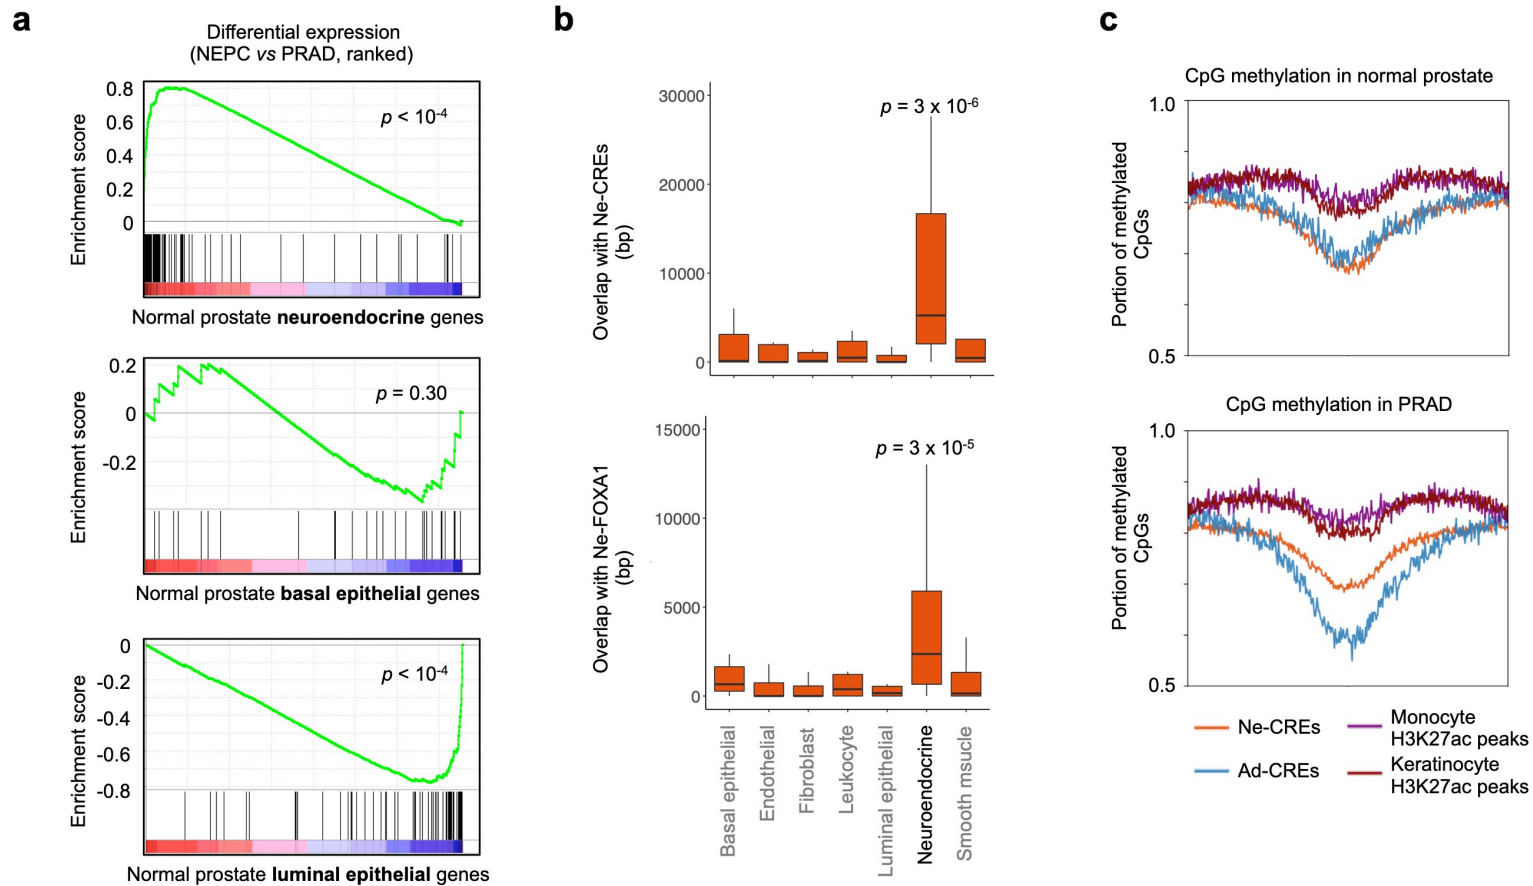 a
Differential expression
(NEPC vs PRAD, ranked)
Enrichment score
0.8
0.6
0.4
0.2
0
p < 10-4
Normal prostate neuroendocrine genes
Enrichment score
0.2
0
-0.2
p = 0.30
Normal prostate basal epithelial genes
Enrichment score
0
-0.2
-0.4
-0.6
-0.8
p < 10-4
Normal prostate luminal epithelial genes
b
Overlap with Ne-CREs
(bp)
30000
20000
10000
0
p = 3 x 10-6
Overlap with Ne-FOXA1
(bp)
15000
10000
5000
0
p = 3 x 10-5
Basal epithelial
Endothelial
Fibroblast
Leukocyte
Luminal epithelial
Neuroendocrine
Smooth msucle
c
CpG methylation in normal prostate
Portion of methylated
CpGs
1.0
0.5
CpG methylation in PRAD
Portion of methylated
CpGs
1.0
0.5
Ne-CREs
Ad-CREs
Monocyte
H3K27ac peaks
Keratinocyte
H3K27ac peaks